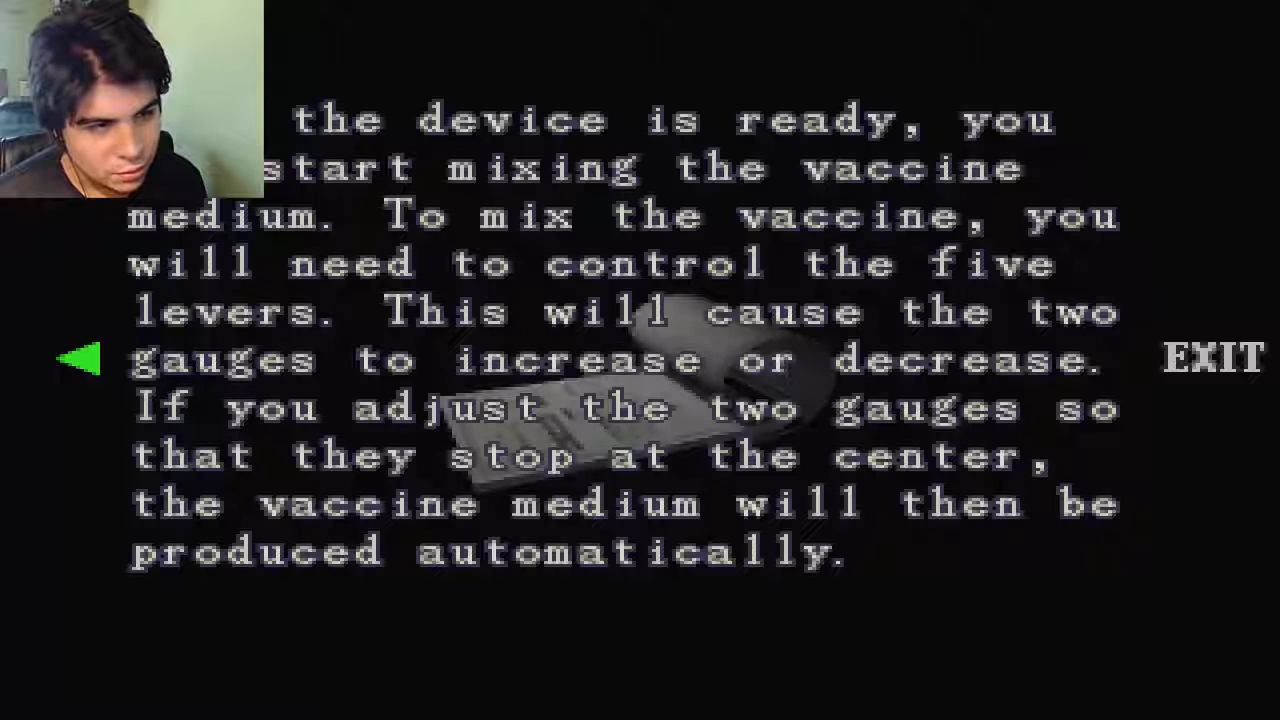 the device is ready, you
start mixing the vaccine
medium. To mix the vaccine, you
will need to control the five
levers. This will cause the two
gauges to increase or decrease.
EXIT
If you adjust the two gauges so
that they stop at the center,
the vaccine medium will then be
produced automatically.